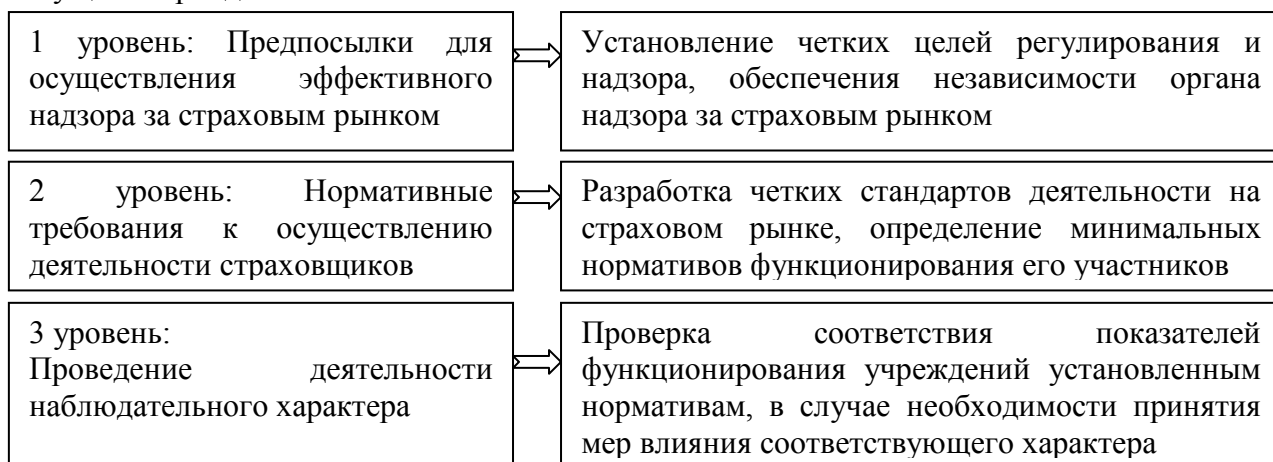 1 уровень: Предпосылки для
осуществления эффективного
надзора за страховым рынком
Установление четких целей регулирования и
надзора, обеспечения независимости органа
надзора за страховым рынком
2 уровень: Нормативные
требования к осуществлению
деятельности страховщиков
Разработка четких стандартов деятельности на
страховом рынке, определение минимальных
нормативов функционирования его участников
3 уровень:
Проведение деятельности
наблюдательного характера
Проверка соответствия показателей
функционирования учреждений установленным
нормативам, в случае необходимости принятия
мер влияния соответствующего характера